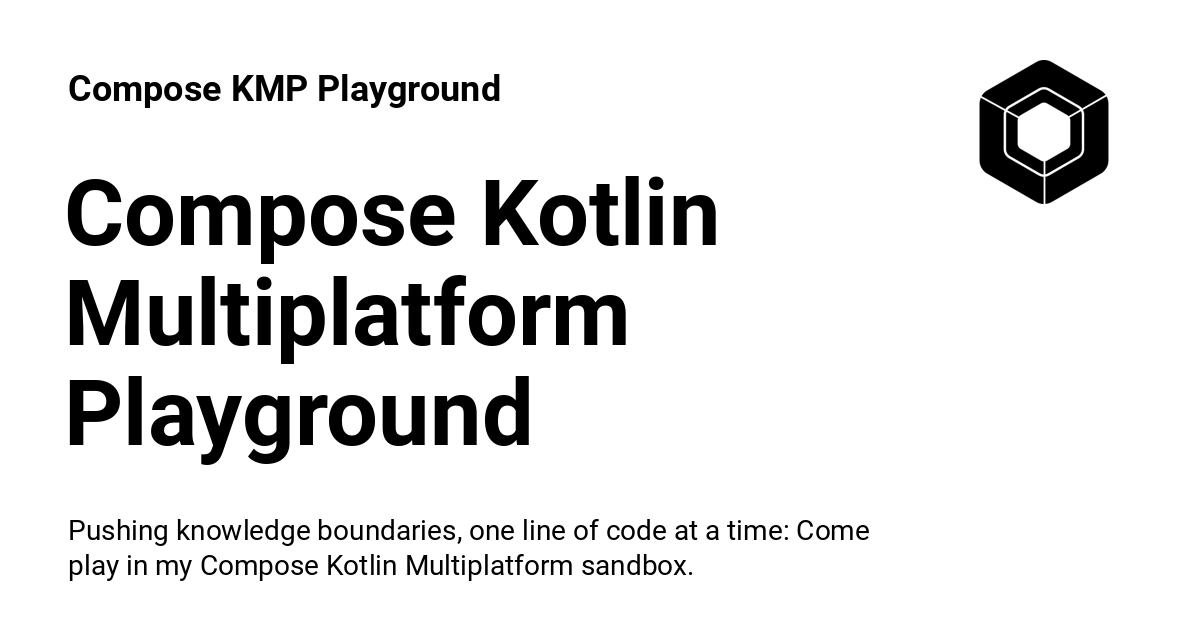 Compose KMP Playground
Compose Kotlin
Multiplatform
Playground
Pushing knowledge boundaries, one line of code at a time: Come
play in my Compose Kotlin Multiplatform sandbox.